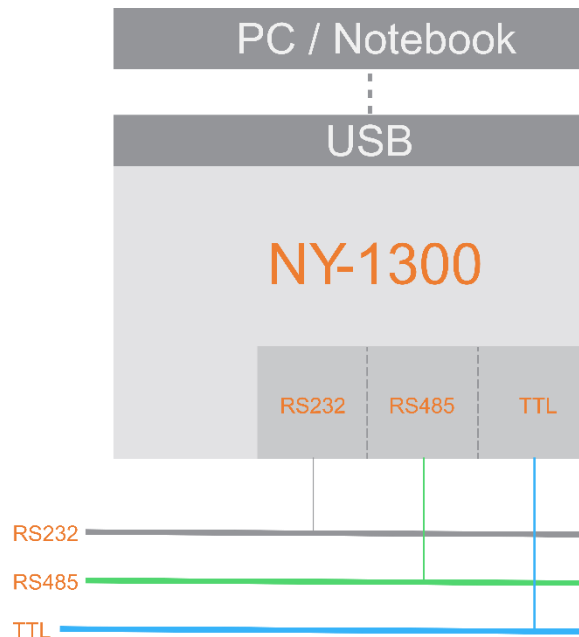 PC / Notebook
USB
NY-1300
RS232 RS485 TTL
RS232
RS485
TTL